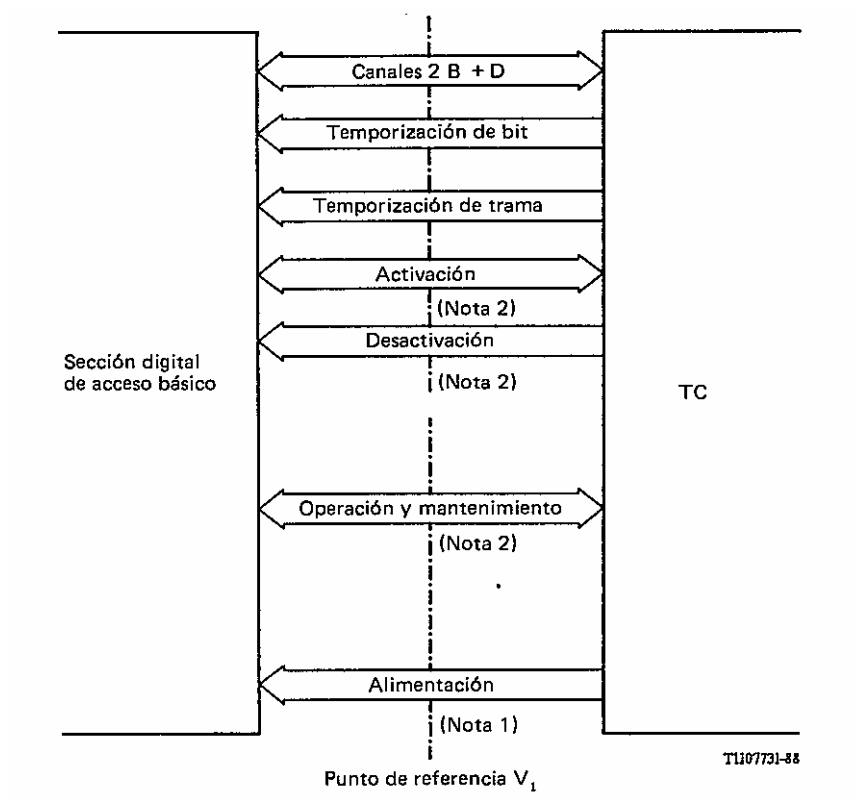 Canales 2 B + D
Temporización de bit
Temporización de trama
Activación
(Nota 2)
Desactivación
(Nota 2)
Sección digital
de acceso básico
TC
Operación y mantenimiento
(Nota 2)
Alimentación
(Nota 1)
T1107731-88
Punto de referencia V₁